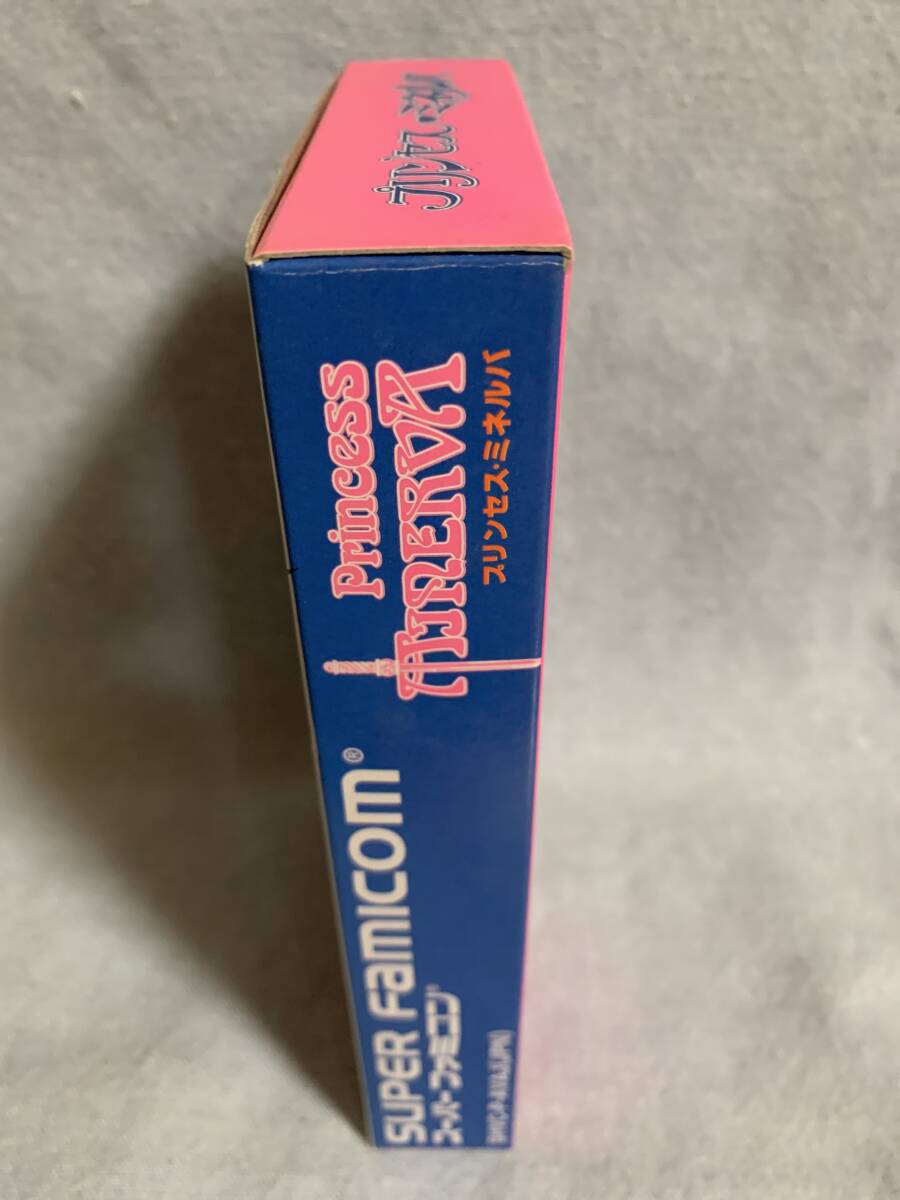 プリンセス・ミネルバ
Princess
MINERVA
スリンセス・ミネルバ
SUPER Famicom®
スーパーファミコン